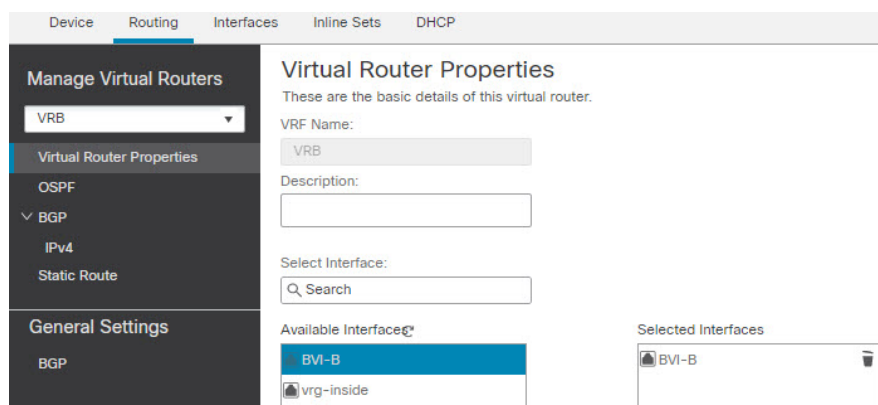 Device Routing Interfaces Inline Sets DHCP
Manage Virtual Routers
VRB
Virtual Router Properties
OSPF
BGP
IPv4
Static Route
General Settings
BGP
Virtual Router Properties
These are the basic details of this virtual router.
VRF Name:
VRB
Description:
Select Interface:
Search
Available Interfaces
BVI-B
vrg-inside
Selected Interfaces
BVI-B